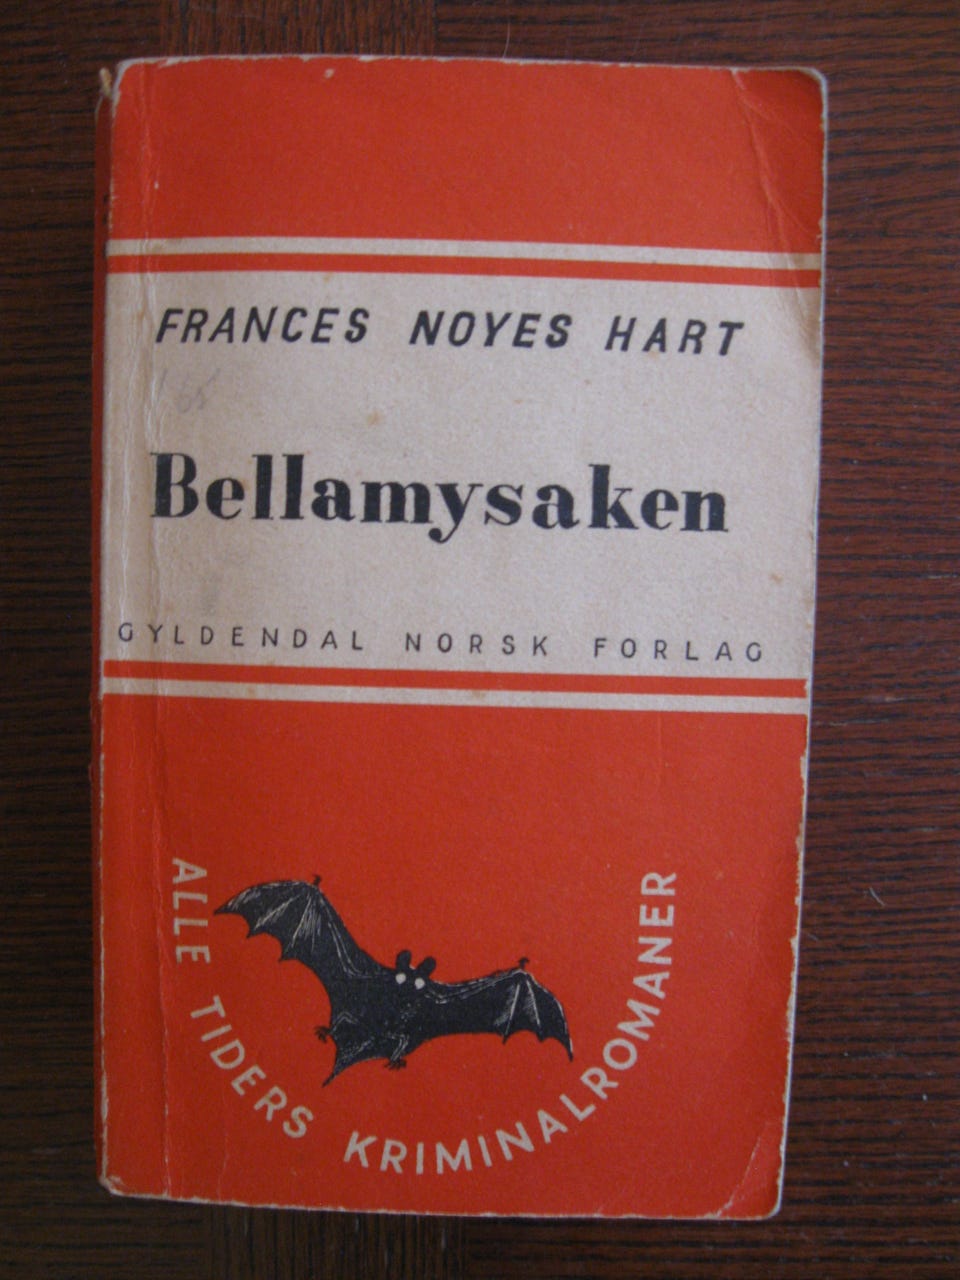 FRANCES NOYES HART
Bellamysaken
GYLDENDAL NORSK FORLAG
ALLE TIDERS KRIMINALROMANER